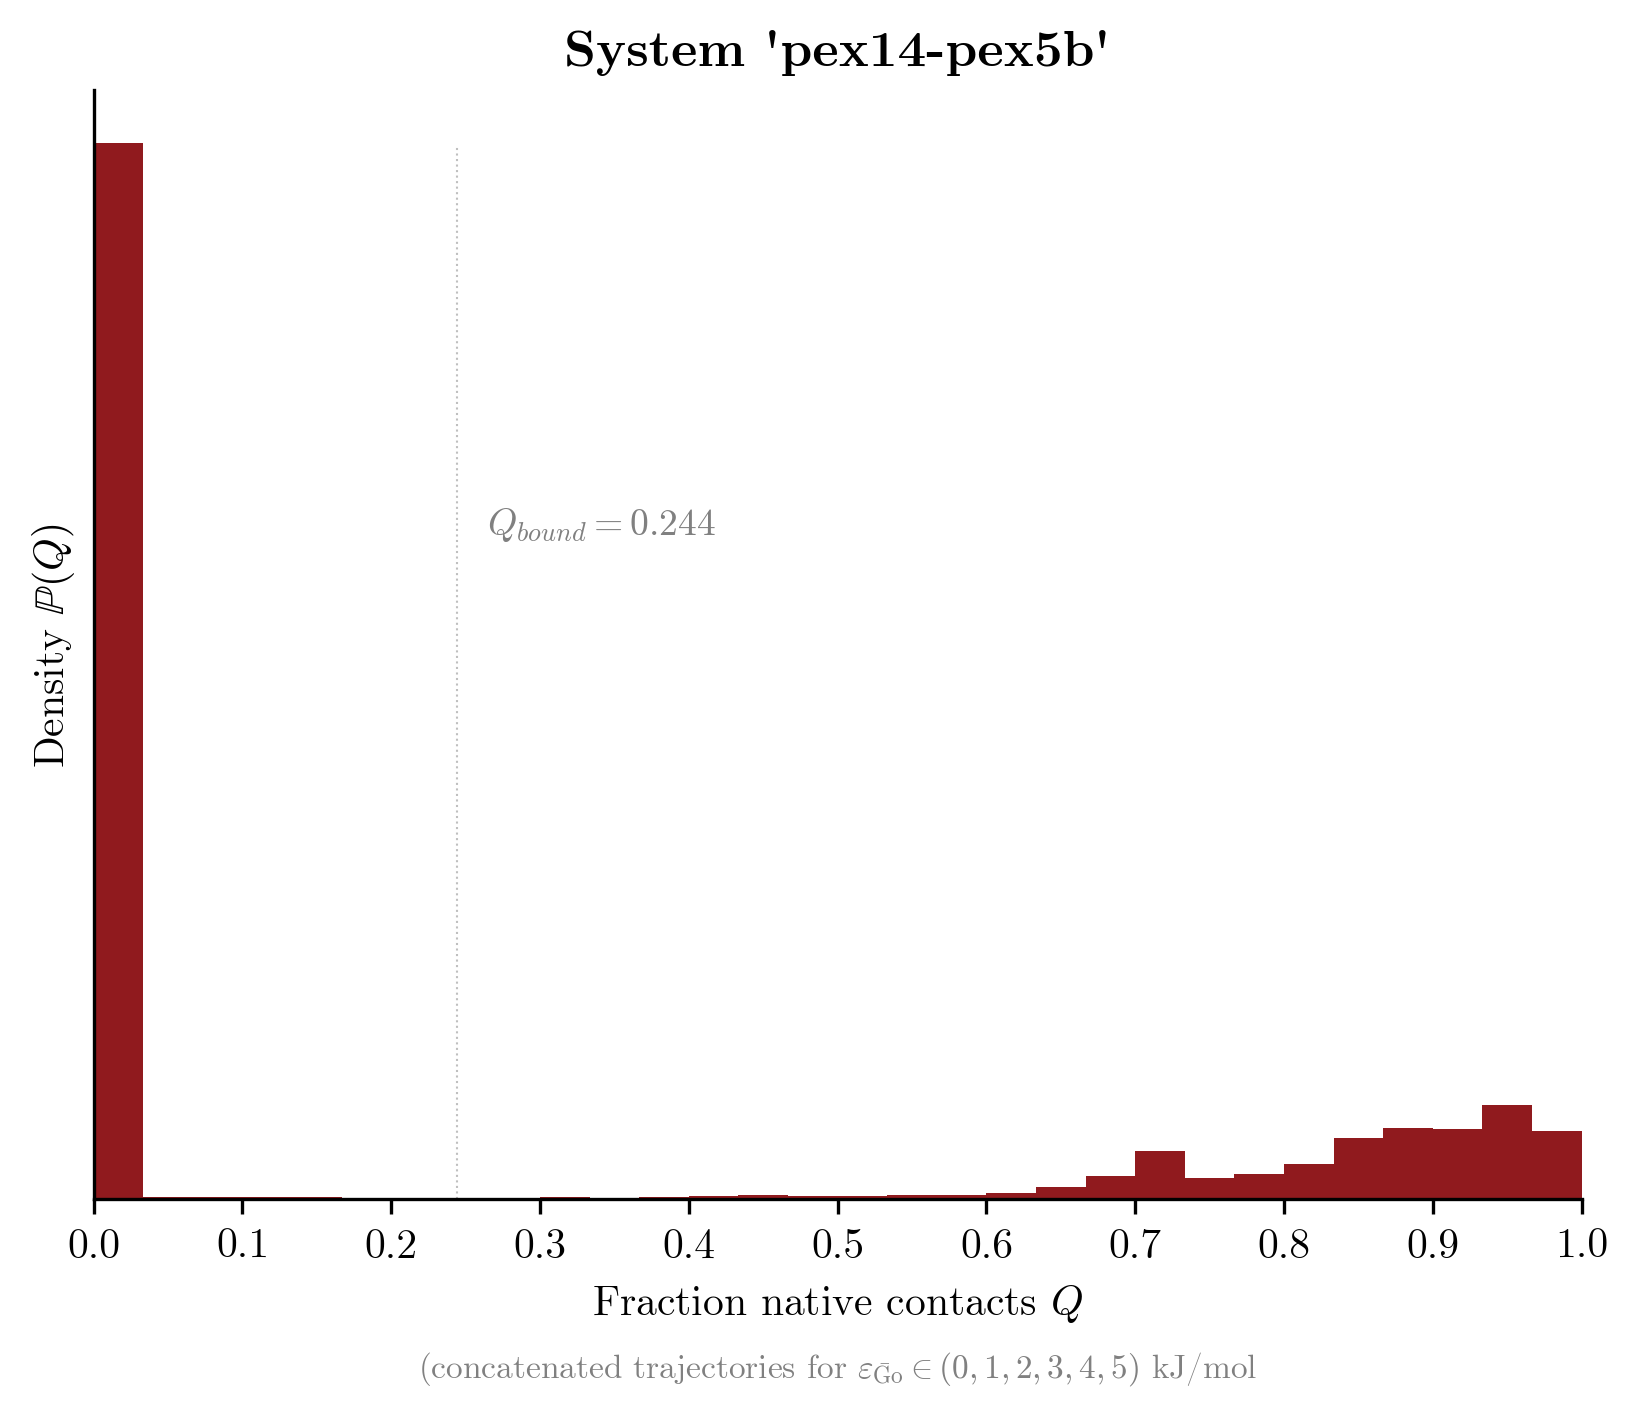 System 'pex14-pex5b'
Density ℙ(Q)
Q_bound = 0.244
0.0 0.1 0.2 0.3 0.4 0.5 0.6 0.7 0.8 0.9 1.0
Fraction native contacts Q
(concatenated trajectories for ε_Ḡo ∈ (0, 1, 2, 3, 4, 5) kJ/mol